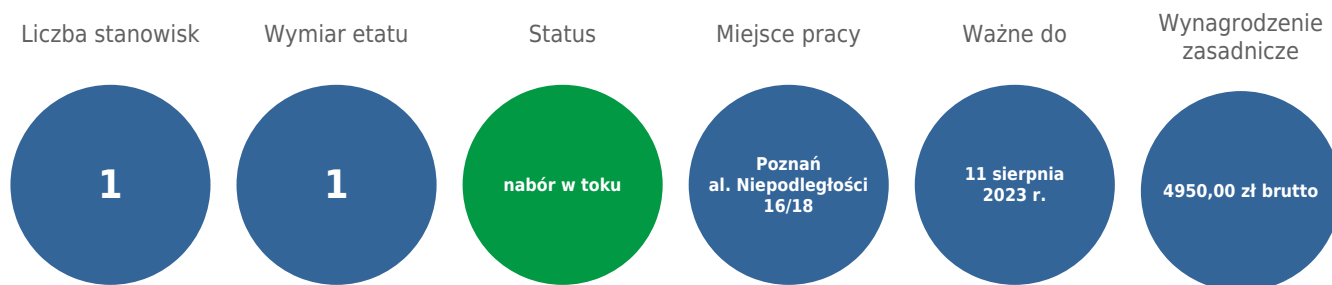 Liczba stanowisk
Wymiar etatu
Status
Miejsce pracy
Ważne do
Wynagrodzenie
zasadnicze
1
1
nabór w toku
Poznań
al. Niepodległości
16/18
11 sierpnia
2023 r.
4950,00 zł brutto